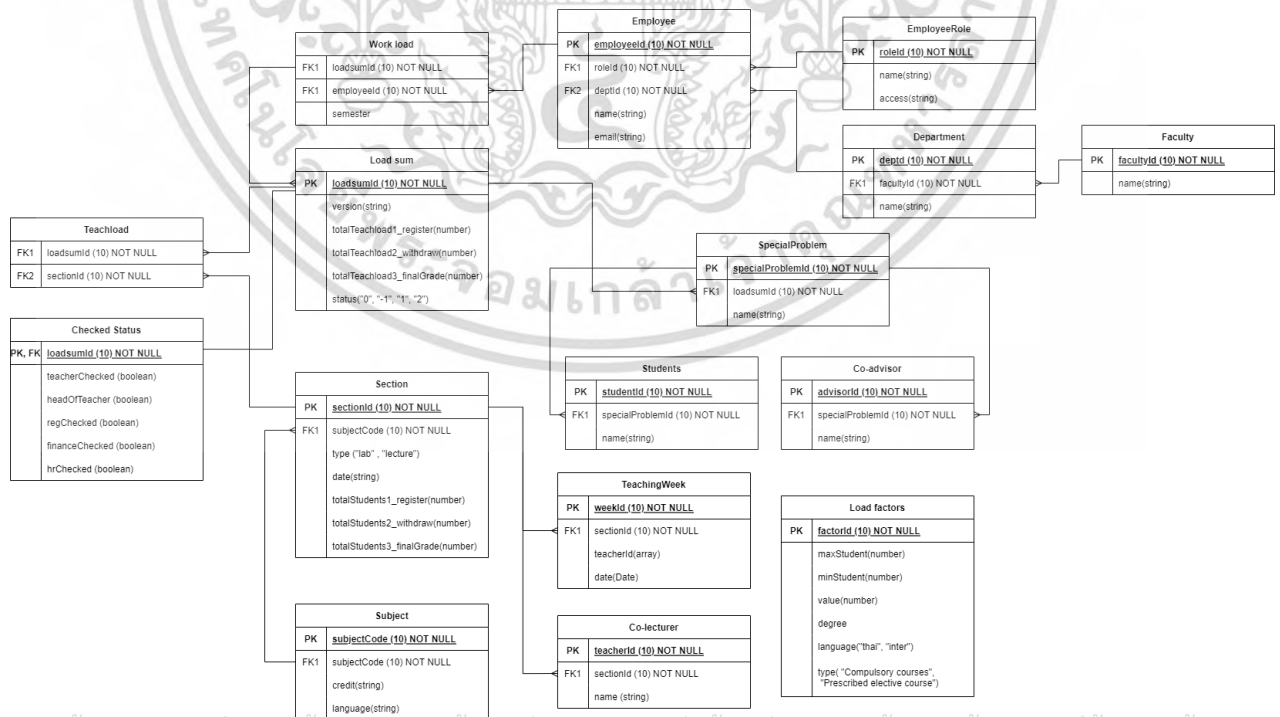 Employee
PK employeeId (10) NOT NULL
FK1 roleId (10) NOT NULL
FK2 deptId (10) NOT NULL
name(string)
email(string)
EmployeeRole
PK roleId (10) NOT NULL
name(string)
access(string)
Work load
FK1 loadsumId (10) NOT NULL
FK1 employeeId (10) NOT NULL
semester
Department
PK deptd (10) NOT NULL
FK1 facultyId (10) NOT NULL
name(string)
Faculty
PK facultyId (10) NOT NULL
name(string)
Load sum
PK loadsumId (10) NOT NULL
version(string)
totalTeachload1_register(number)
totalTeachload2_withdraw(number)
totalTeachload3_finalGrade(number)
status("0", "-1", "1", "2")
Teachload
FK1 loadsumId (10) NOT NULL
FK2 sectionId (10) NOT NULL
SpecialProblem
PK specialProblemId (10) NOT NULL
FK1 loadsumId (10) NOT NULL
name(string)
Checked Status
PK, FK loadsumId (10) NOT NULL
teacherChecked (boolean)
headOfTeacher (boolean)
regChecked (boolean)
financeChecked (boolean)
hrChecked (boolean)
Students
PK studentId (10) NOT NULL
FK1 specialProblemId (10) NOT NULL
name(string)
Co-advisor
PK advisorId (10) NOT NULL
FK1 specialProblemId (10) NOT NULL
name(string)
Section
PK sectionId (10) NOT NULL
FK1 subjectCode (10) NOT NULL
type ("lab" , "lecture")
date(string)
totalStudents1_register(number)
totalStudents2_withdraw(number)
totalStudents3_finalGrade(number)
TeachingWeek
PK weekId (10) NOT NULL
FK1 sectionId (10) NOT NULL
teacherId(array)
date(Date)
Load factors
PK factorId (10) NOT NULL
maxStudent(number)
minStudent(number)
value(number)
degree
language("thai", "inter")
type( "Compulsory courses",
"Prescribed elective course")
Subject
PK subjectCode (10) NOT NULL
FK1 subjectCode (10) NOT NULL
credit(string)
language(string)
Co-lecturer
PK teacherId (10) NOT NULL
FK1 sectionId (10) NOT NULL
name (string)